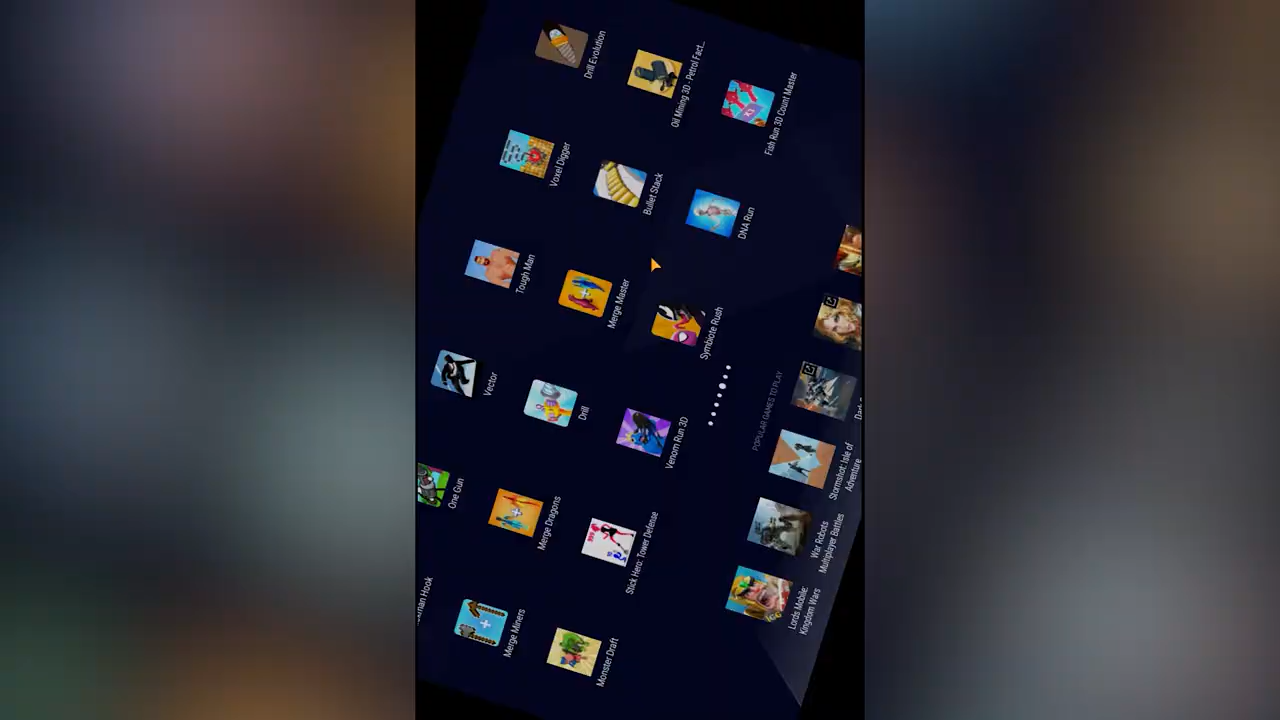 One Gun
Vector
Tough Man
Voxel Digger
Drill Evolution
Merge Miners
Merge Dragons
Drill
Merge Master
Bullet Stack
Oil Mining 3D - Petrol Fact...
Monster Draft
Stick Hero: Tower Defense
Venom Run 3D
Symbiote Rush
DNA Run
Fish Run 3D Count Master
POPULAR GAMES TO PLAY
Lords Mobile:
Kingdom Wars
War Robots
Multiplayer Battles
Stormshot: Isle of
Adventure